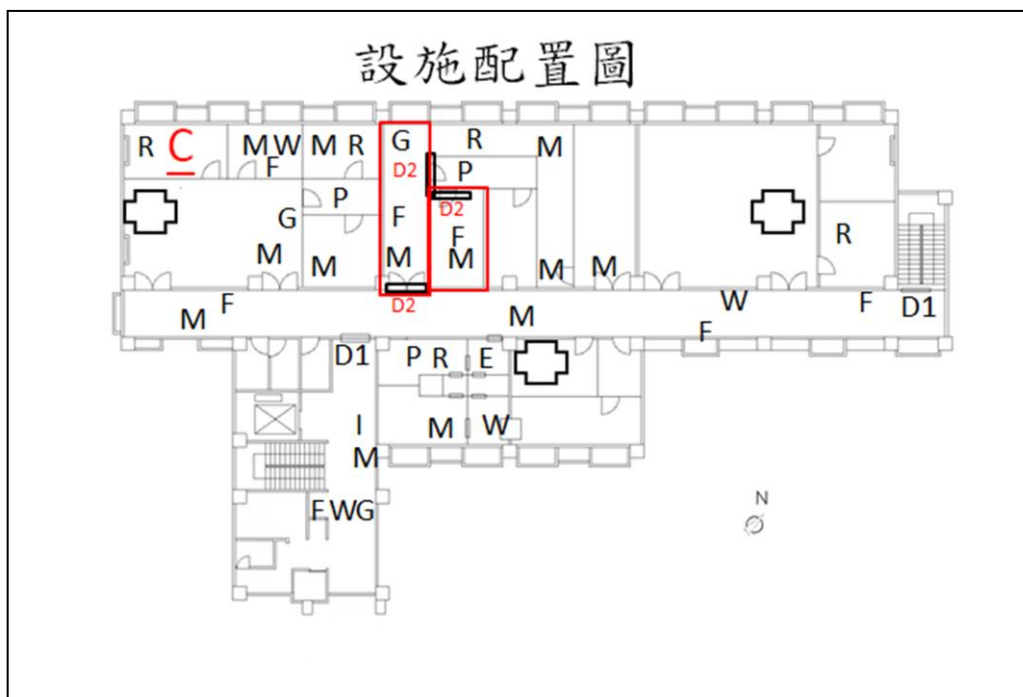 設施配置圖
R C M W M R G R M
F D2 P
P D2
G F F
M M M M
M M M
D2
F W F
M M F D1
D1 P R E
I M W
M
F W G
N